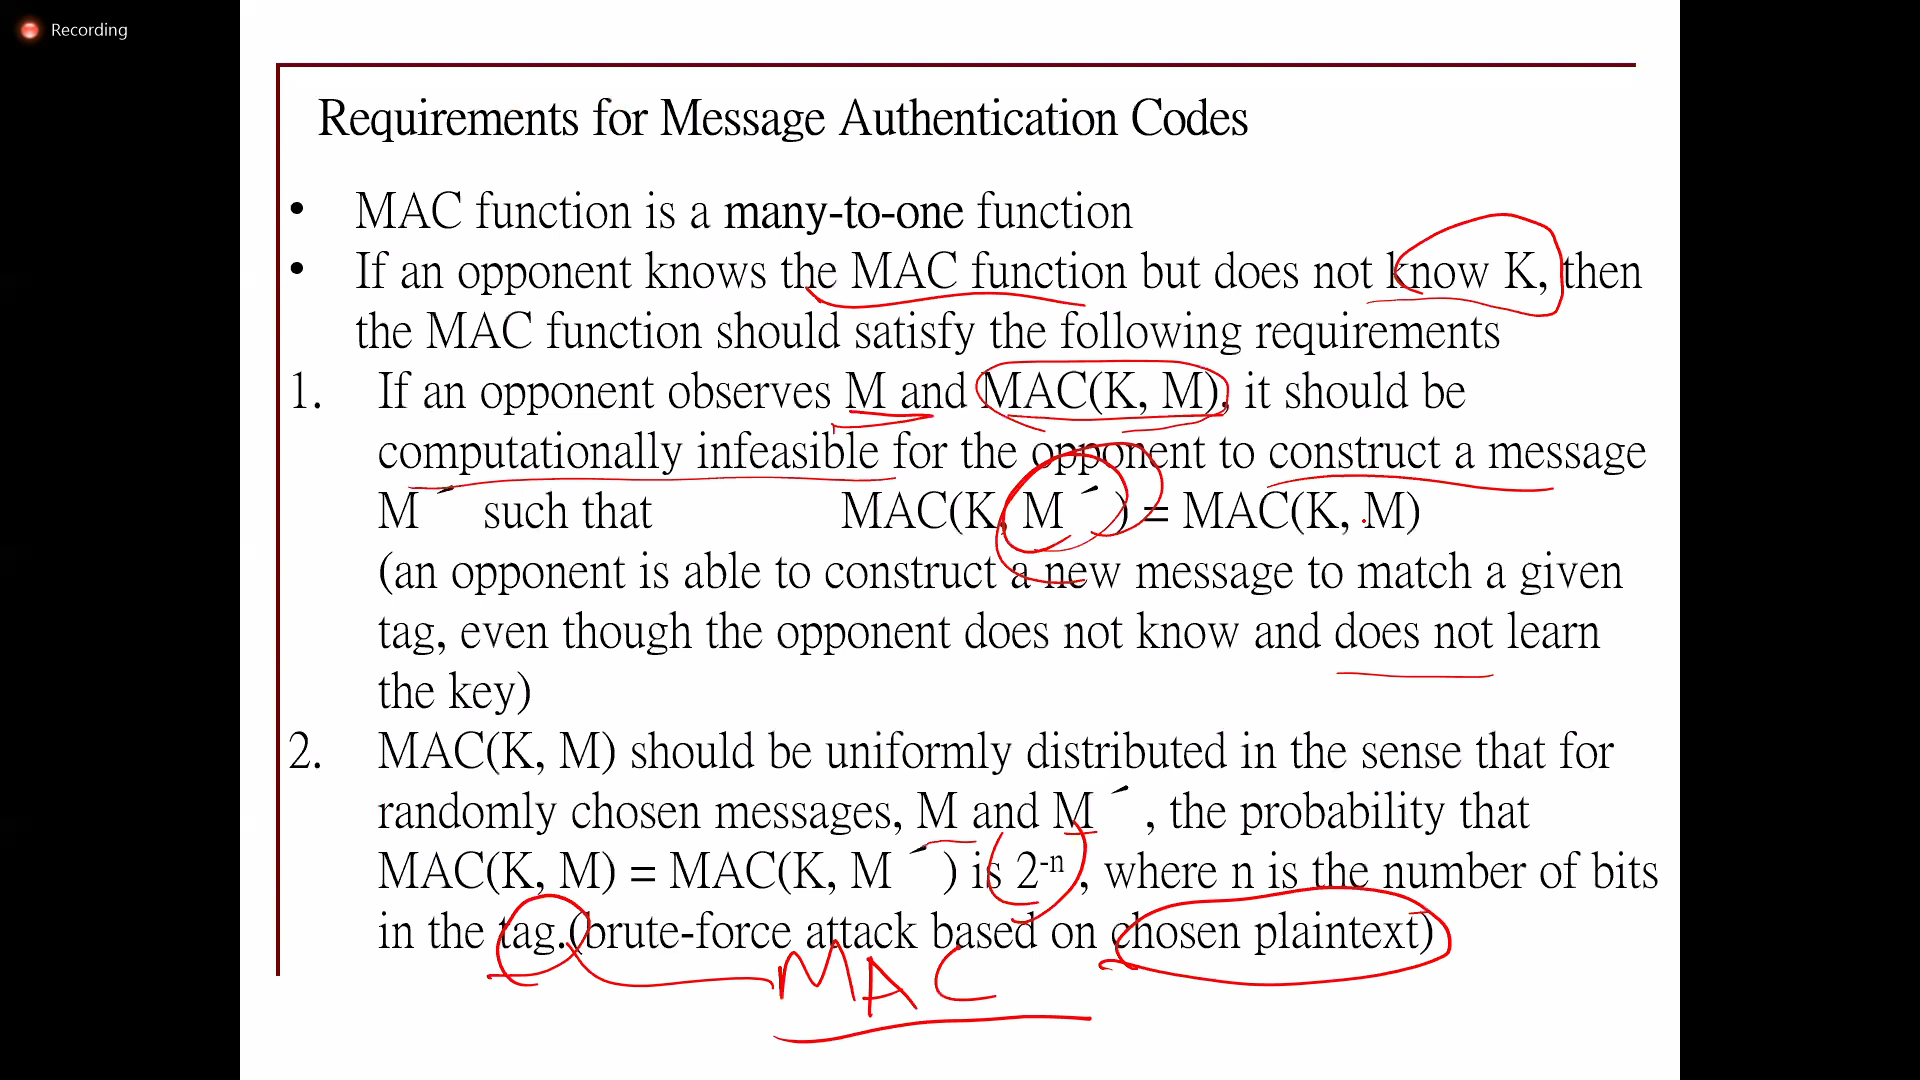 Recording
Requirements for Message Authentication Codes
• MAC function is a many-to-one function
• If an opponent knows the MAC function but does not know K, then
the MAC function should satisfy the following requirements
1. If an opponent observes M and MAC(K, M), it should be
computationally infeasible for the opponent to construct a message
M´ such that MAC(K, M´) = MAC(K, M)
(an opponent is able to construct a new message to match a given
tag, even though the opponent does not know and does not learn
the key)
2. MAC(K, M) should be uniformly distributed in the sense that for
randomly chosen messages, M and M´, the probability that
MAC(K, M) = MAC(K, M´) is 2⁻ⁿ, where n is the number of bits
in the tag.(brute-force attack based on chosen plaintext)
MAC